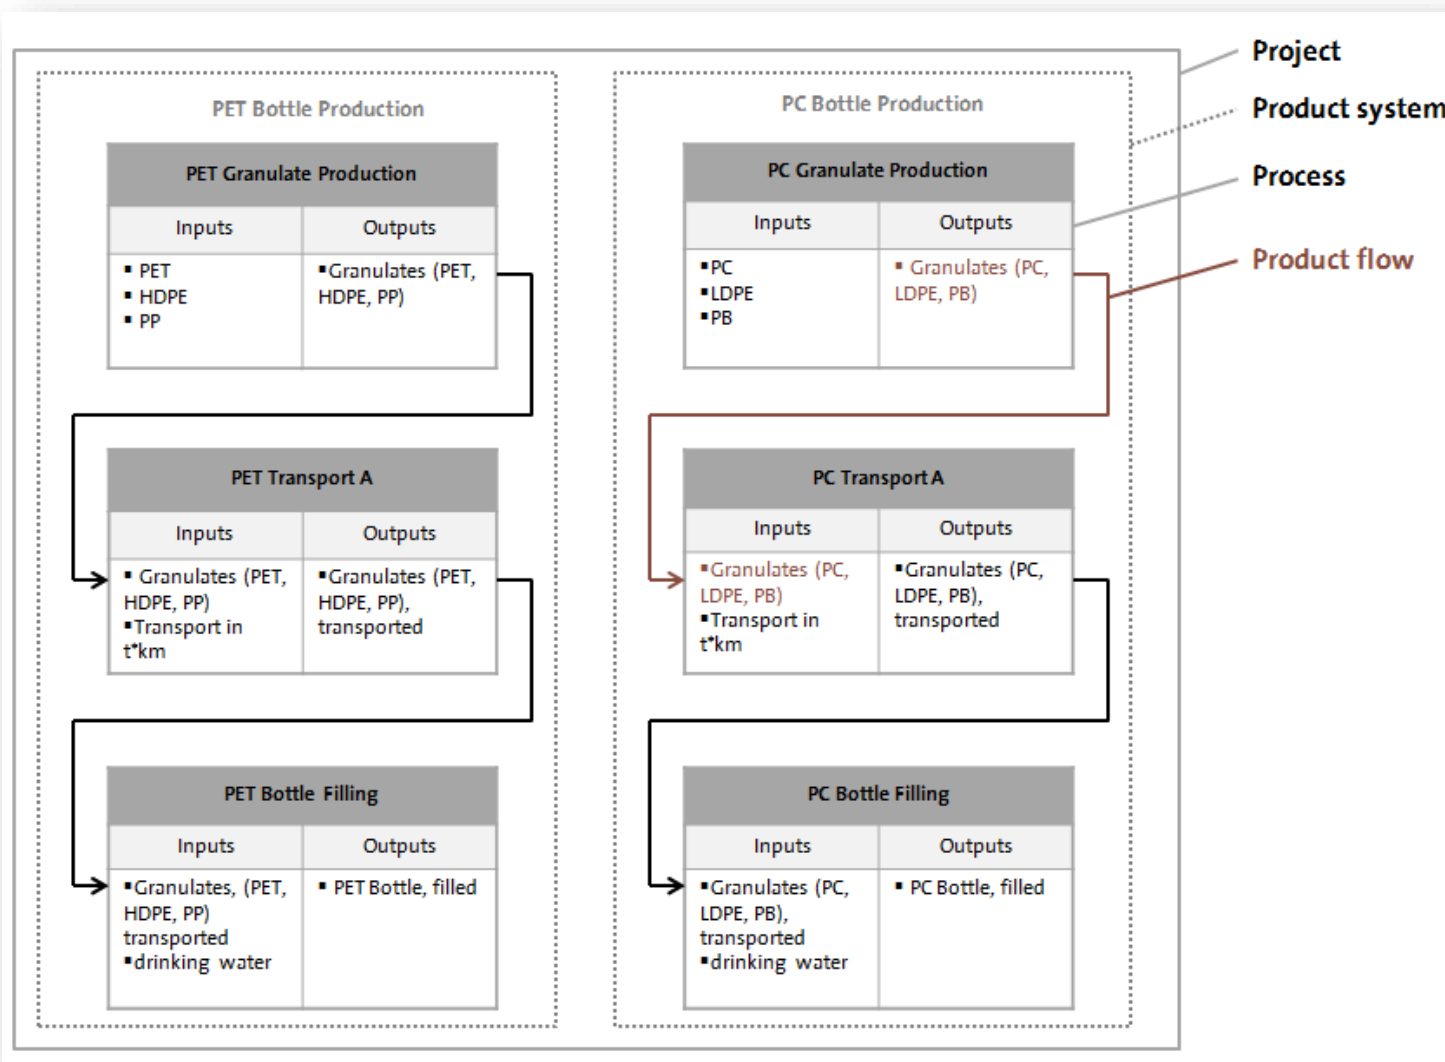 Project
Product system
Process
Product flow
PET Bottle Production
PET Granulate Production
Inputs
Outputs
▪ PET
▪ HDPE
▪ PP
▪Granulates (PET,
HDPE, PP)
PET Transport A
Inputs
Outputs
▪ Granulates (PET,
HDPE, PP)
▪Transport in
t*km
▪Granulates (PET,
HDPE, PP),
transported
PET Bottle Filling
Inputs
Outputs
▪Granulates, (PET,
HDPE, PP)
transported
▪drinking water
▪ PET Bottle, filled
PC Bottle Production
PC Granulate Production
Inputs
Outputs
▪PC
▪LDPE
▪PB
▪ Granulates (PC,
LDPE, PB)
PC Transport A
Inputs
Outputs
▪Granulates (PC,
LDPE, PB)
▪Transport in
t*km
▪Granulates (PC,
LDPE, PB),
transported
PC Bottle Filling
Inputs
Outputs
▪Granulates (PC,
LDPE, PB),
transported
▪drinking water
▪ PC Bottle, filled